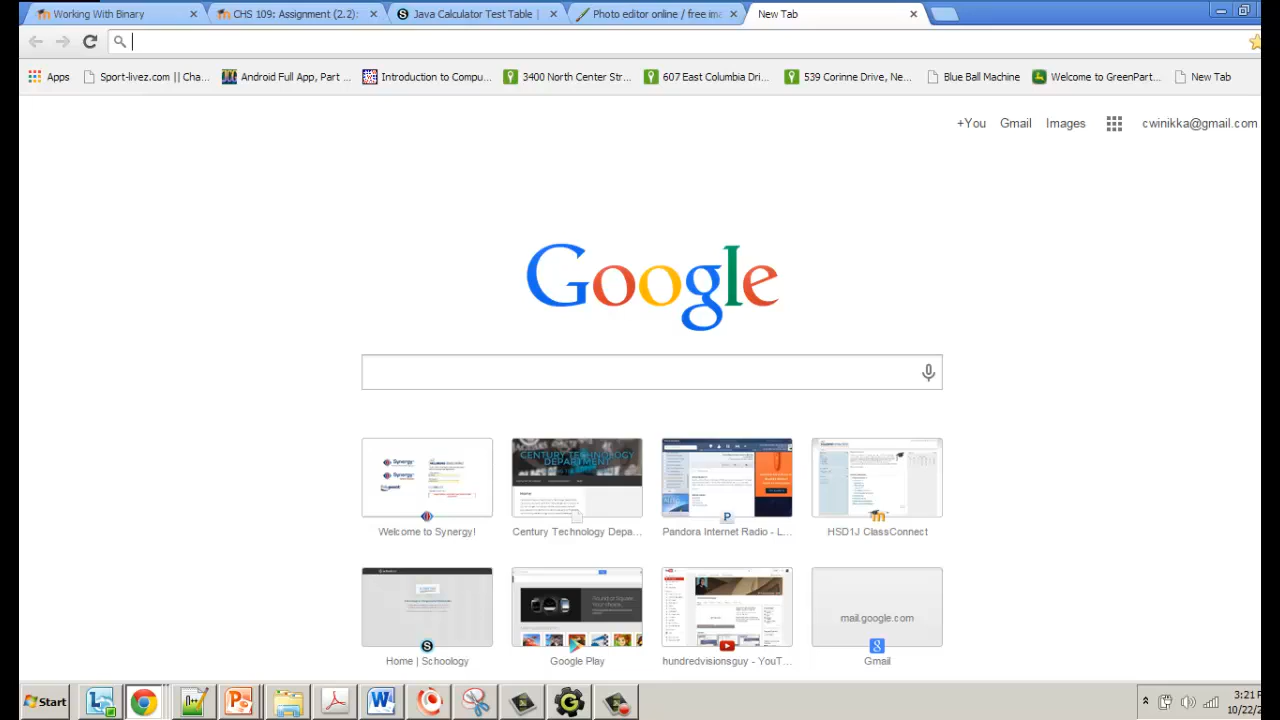 Working With Binary
CHS 109: Assignment (2.2):
Java Calculator Test Table |
Photo editor online / free ima
New Tab
Apps
Sport-livez.com || Cha...
Android Full App, Part ...
Introduction to Compu...
3400 North Center Str...
607 East Columbia Dri...
539 Corinne Drive, Ne...
Blue Ball Machine
Welcome to GreenPart...
New Tab
+You
Gmail
Images
cwinikka@gmail.com
Google
CENTURY TECHNOLOGY
DEPARTMENT
Welcome to Synergy!
Century Technology Depa...
Pandora Internet Radio - L...
HSD1J ClassConnect
mail.google.com
Home | Schoology
Google Play
hundredvisionsguy - YouT...
Gmail
Start
3:21 P
10/22/2